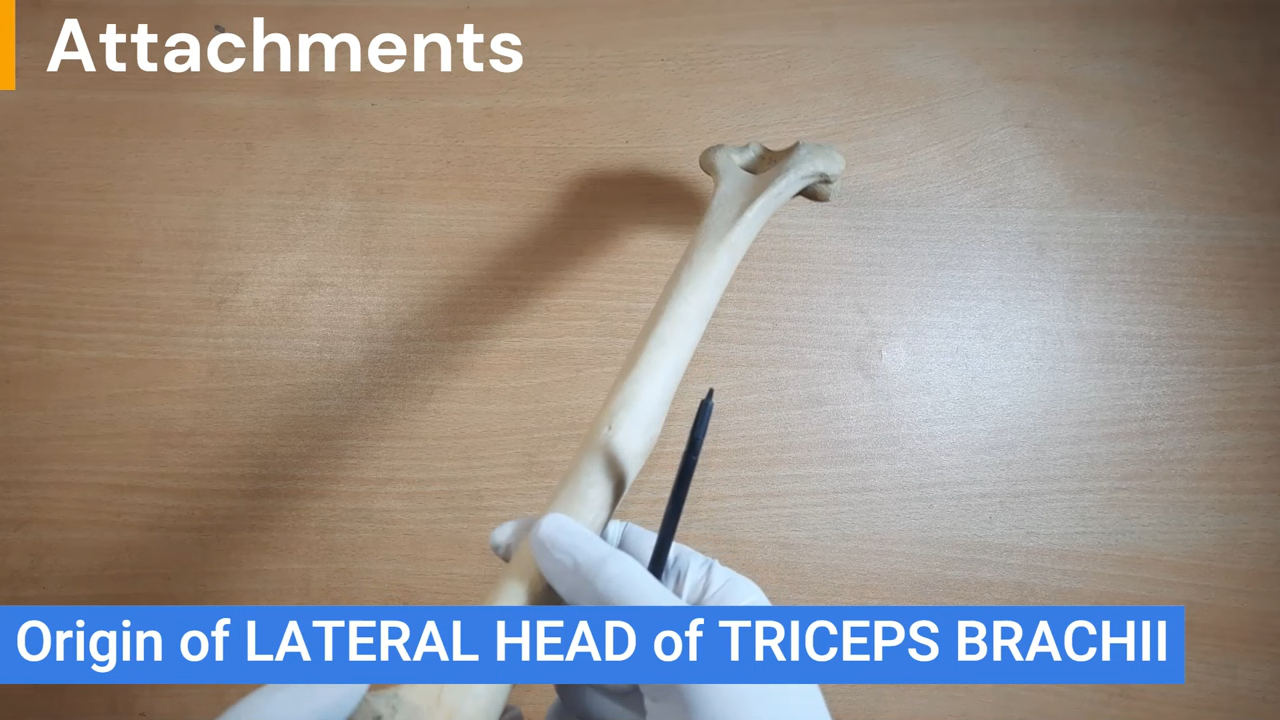 Attachments
Origin of LATERAL HEAD of TRICEPS BRACHII